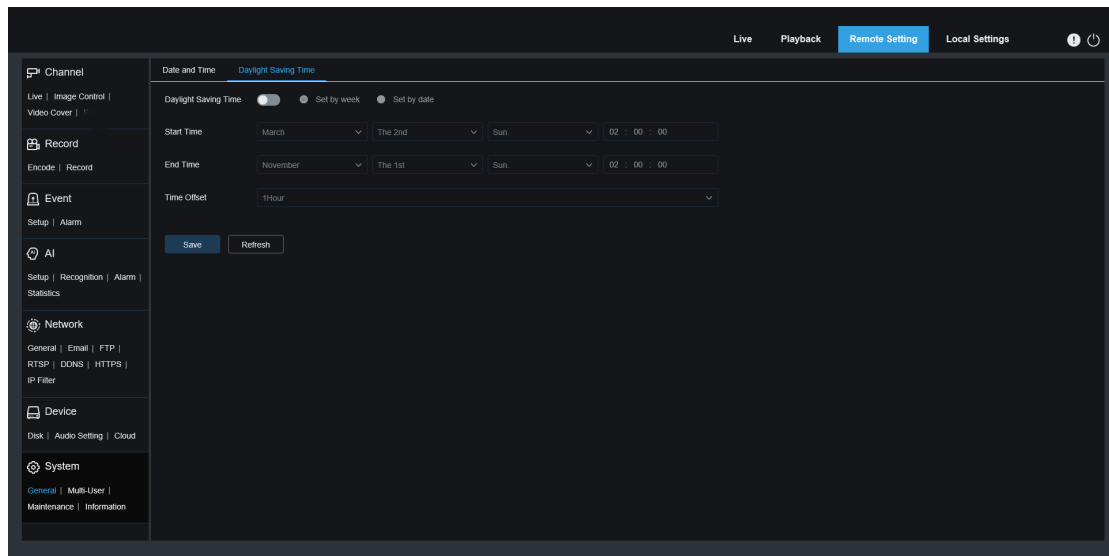 Live Playback Remote Setting Local Settings
Channel
Live | Image Control |
Video Cover |
Record
Encode | Record
Event
Setup | Alarm
AI
Setup | Recognition | Alarm |
Statistics
Network
General | Email | FTP |
RTSP | DDNS | HTTPS |
IP Filter
Device
Disk | Audio Setting | Cloud
System
General | Multi-User |
Maintenance | Information
Date and Time Daylight Saving Time
Daylight Saving Time Set by week Set by date
Start Time March The 2nd Sun. 02 : 00 : 00
End Time November The 1st Sun. 02 : 00 : 00
Time Offset 1Hour
Save Refresh